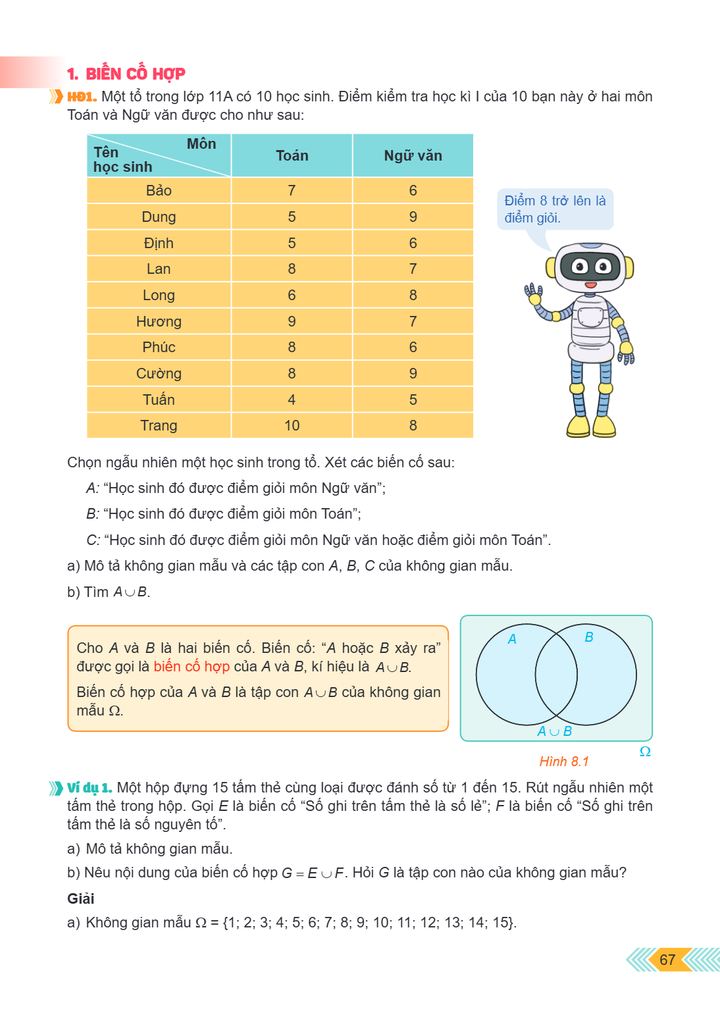 1. BIẾN CỐ HỢP
HĐ1. Một tổ trong lớp 11A có 10 học sinh. Điểm kiểm tra học kì I của 10 bạn này ở hai môn
Toán và Ngữ văn được cho như sau:
Môn
Tên
học sinh
Toán
Ngữ văn
Bảo 7 6
Dung 5 9
Định 5 6
Lan 8 7
Long 6 8
Hương 9 7
Phúc 8 6
Cường 8 9
Tuấn 4 5
Trang 10 8
Điểm 8 trở lên là
điểm giỏi.
Chọn ngẫu nhiên một học sinh trong tổ. Xét các biến cố sau:
A: “Học sinh đó được điểm giỏi môn Ngữ văn”;
B: “Học sinh đó được điểm giỏi môn Toán”;
C: “Học sinh đó được điểm giỏi môn Ngữ văn hoặc điểm giỏi môn Toán”.
a) Mô tả không gian mẫu và các tập con A, B, C của không gian mẫu.
b) Tìm A ∪ B.
Cho A và B là hai biến cố. Biến cố: “A hoặc B xảy ra”
được gọi là biến cố hợp của A và B, kí hiệu là A ∪ B.
Biến cố hợp của A và B là tập con A ∪ B của không gian
mẫu Ω.
A B
A ∪ B
Ω
Hình 8.1
Ví dụ 1. Một hộp đựng 15 tấm thẻ cùng loại được đánh số từ 1 đến 15. Rút ngẫu nhiên một
tấm thẻ trong hộp. Gọi E là biến cố “Số ghi trên tấm thẻ là số lẻ”; F là biến cố “Số ghi trên
tấm thẻ là số nguyên tố”.
a) Mô tả không gian mẫu.
b) Nêu nội dung của biến cố hợp G = E ∪ F. Hỏi G là tập con nào của không gian mẫu?
Giải
a) Không gian mẫu Ω = {1; 2; 3; 4; 5; 6; 7; 8; 9; 10; 11; 12; 13; 14; 15}.
67